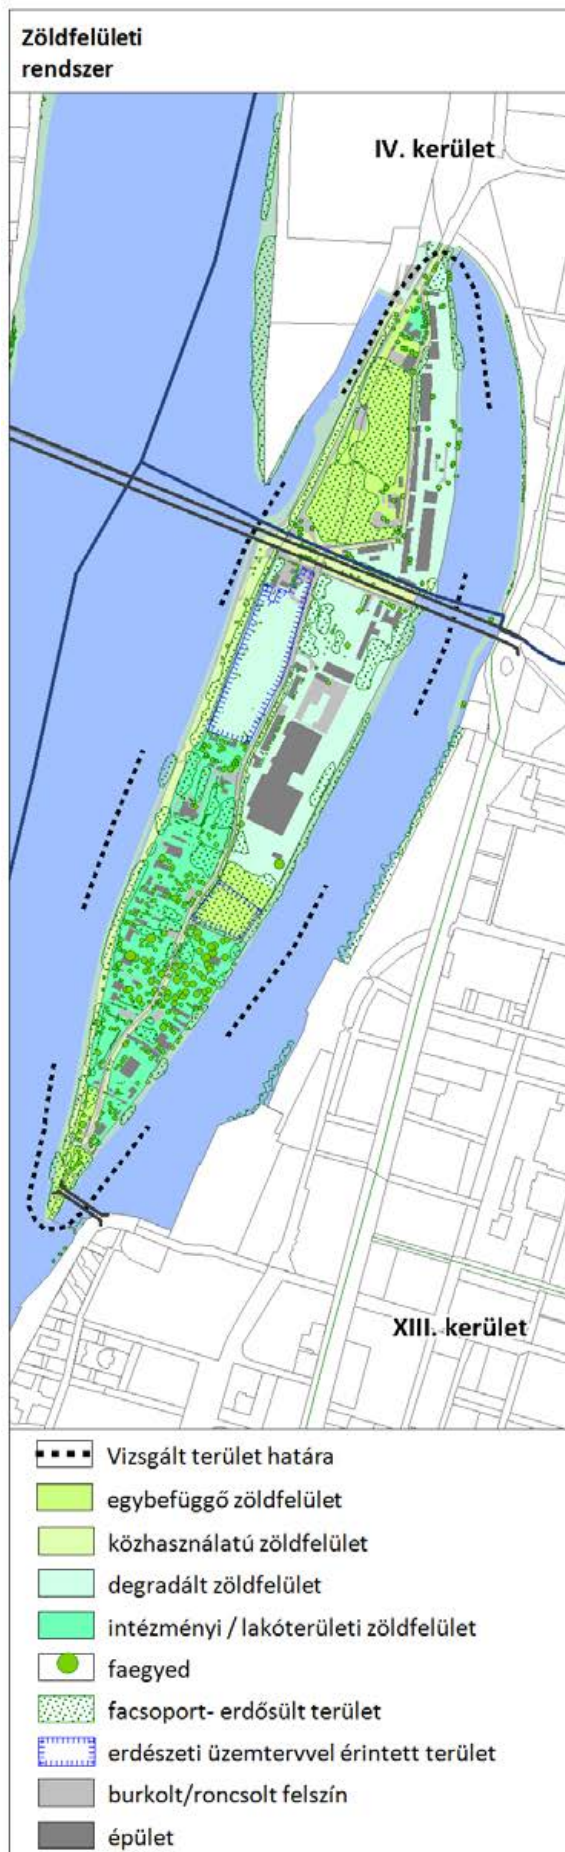 Zöldfelületi
rendszer
IV. kerület
XIII. kerület
Vizsgált terület határa
egybefüggő zöldfelület
közhasználatú zöldfelület
degradált zöldfelület
intézményi / lakóterületi zöldfelület
faegyed
facsoport- erdősült terület
erdészeti üzemtervvel érintett terület
burkolt/roncsolt felszín
épület